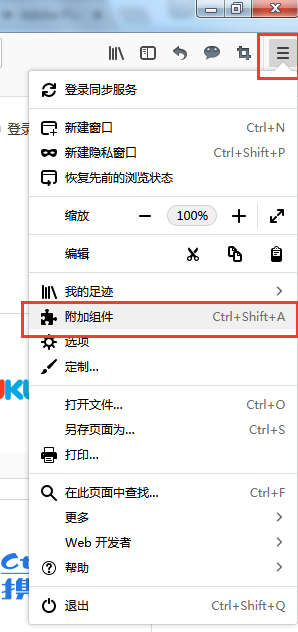 登录同步服务
登录
新建窗口 Ctrl+N
新建隐私窗口 Ctrl+Shift+P
恢复先前的浏览状态
缩放 − 100% +
编辑
我的足迹 >
附加组件 Ctrl+Shift+A
选项
定制...
打开文件... Ctrl+O
另存页面为... Ctrl+S
打印...
在此页面中查找... Ctrl+F
更多 >
Web 开发者 >
帮助 >
退出 Ctrl+Shift+Q